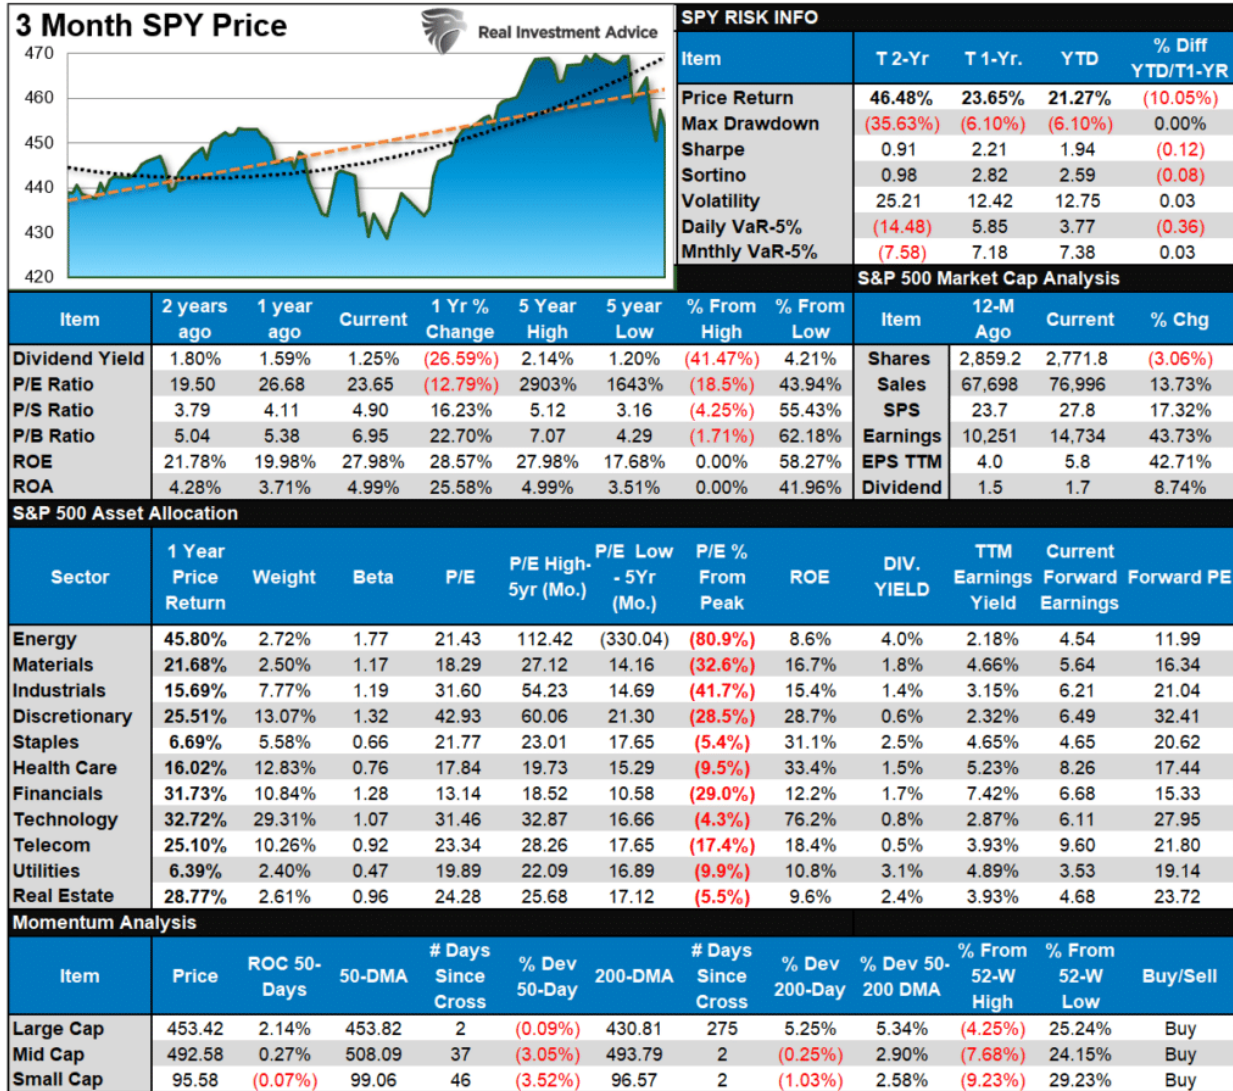 3 Month SPY Price
Real Investment Advice
470
460
450
440
430
420
SPY RISK INFO
Item T 2-Yr T 1-Yr. YTD % Diff YTD/T1-YR
Price Return 46.48% 23.65% 21.27% (10.05%)
Max Drawdown (35.63%) (6.10%) (6.10%) 0.00%
Sharpe 0.91 2.21 1.94 (0.12)
Sortino 0.98 2.82 2.59 (0.08)
Volatility 25.21 12.42 12.75 0.03
Daily VaR-5% (14.48) 5.85 3.77 (0.36)
Mnthly VaR-5% (7.58) 7.18 7.38 0.03
S&P 500 Market Cap Analysis
Item 2 years ago 1 year ago Current 1 Yr % Change 5 Year High 5 year Low % From High % From Low
Dividend Yield 1.80% 1.59% 1.25% (26.59%) 2.14% 1.20% (41.47%) 4.21%
P/E Ratio 19.50 26.68 23.65 (12.79%) 2903% 1643% (18.5%) 43.94%
P/S Ratio 3.79 4.11 4.90 16.23% 5.12 3.16 (4.25%) 55.43%
P/B Ratio 5.04 5.38 6.95 22.70% 7.07 4.29 (1.71%) 62.18%
ROE 21.78% 19.98% 27.98% 28.57% 27.98% 17.68% 0.00% 58.27%
ROA 4.28% 3.71% 4.99% 25.58% 4.99% 3.51% 0.00% 41.96%
Item 12-M Ago Current % Chg
Shares 2,859.2 2,771.8 (3.06%)
Sales 67,698 76,996 13.73%
SPS 23.7 27.8 17.32%
Earnings 10,251 14,734 43.73%
EPS TTM 4.0 5.8 42.71%
Dividend 1.5 1.7 8.74%
S&P 500 Asset Allocation
Sector 1 Year Price Return Weight Beta P/E P/E High-5yr (Mo.) P/E Low - 5Yr (Mo.) P/E % From Peak ROE DIV. YIELD TTM Earnings Yield Current Forward Earnings Forward PE
Energy 45.80% 2.72% 1.77 21.43 112.42 (330.04) (80.9%) 8.6% 4.0% 2.18% 4.54 11.99
Materials 21.68% 2.50% 1.17 18.29 27.12 14.16 (32.6%) 16.7% 1.8% 4.66% 5.64 16.34
Industrials 15.69% 7.77% 1.19 31.60 54.23 14.69 (41.7%) 15.4% 1.4% 3.15% 6.21 21.04
Discretionary 25.51% 13.07% 1.32 42.93 60.06 21.30 (28.5%) 28.7% 0.6% 2.32% 6.49 32.41
Staples 6.69% 5.58% 0.66 21.77 23.01 17.65 (5.4%) 31.1% 2.5% 4.65% 4.65 20.62
Health Care 16.02% 12.83% 0.76 17.84 19.73 15.29 (9.5%) 33.4% 1.5% 5.23% 8.26 17.44
Financials 31.73% 10.84% 1.28 13.14 18.52 10.58 (29.0%) 12.2% 1.7% 7.42% 6.68 15.33
Technology 32.72% 29.31% 1.07 31.46 32.87 16.66 (4.3%) 76.2% 0.8% 2.87% 6.11 27.95
Telecom 25.10% 10.26% 0.92 23.34 28.26 17.65 (17.4%) 18.4% 0.5% 3.93% 9.60 21.80
Utilities 6.39% 2.40% 0.47 19.89 22.09 16.89 (9.9%) 10.8% 3.1% 4.89% 3.53 19.14
Real Estate 28.77% 2.61% 0.96 24.28 25.68 17.12 (5.5%) 9.6% 2.4% 3.93% 4.68 23.72
Momentum Analysis
Item Price ROC 50-Days 50-DMA # Days Since Cross % Dev 50-Day 200-DMA # Days Since Cross % Dev 200-Day % Dev 50-200 DMA % From 52-W High % From 52-W Low Buy/Sell
Large Cap 453.42 2.14% 453.82 2 (0.09%) 430.81 275 5.25% 5.34% (4.25%) 25.24% Buy
Mid Cap 492.58 0.27% 508.09 37 (3.05%) 493.79 2 (0.25%) 2.90% (7.68%) 24.15% Buy
Small Cap 95.58 (0.07%) 99.06 46 (3.52%) 96.57 2 (1.03%) 2.58% (9.23%) 29.23% Buy